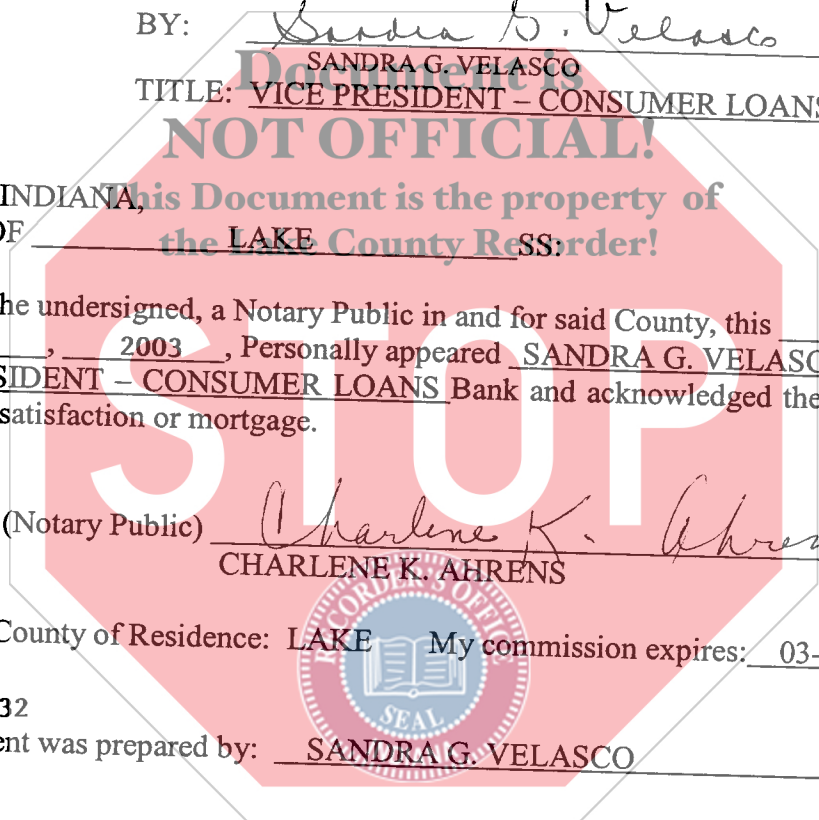 BY: Sandra G. Velasco
SANDRA G. VELASCO
TITLE: VICE PRESIDENT – CONSUMER LOANS
Document is
NOT OFFICIAL!
This Document is the property of
the Lake County Recorder!
INDIANA,
OF LAKE SS:
he undersigned, a Notary Public in and for said County, this
, 2003, Personally appeared SANDRA G. VELASC
SIDENT – CONSUMER LOANS Bank and acknowledged the
satisfaction or mortgage.
STOP
(Notary Public) Charlene K. Ahren
CHARLENE K. AHRENS
RECORDER'S OFFICE
SEAL
County of Residence: LAKE My commission expires: 03-
32
ent was prepared by: SANDRA G. VELASCO